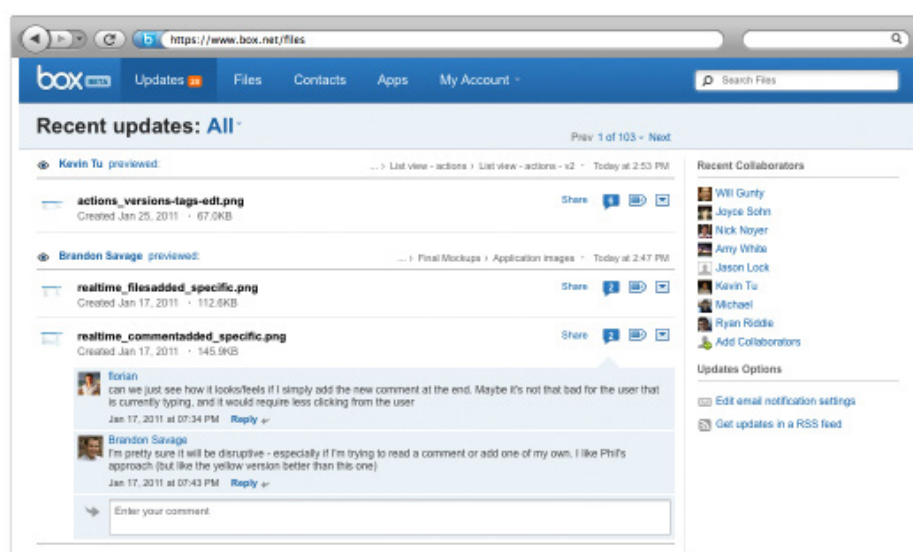 https://www.box.net/files
box BETA Updates Files Contacts Apps My Account Search Files
Recent updates: All
Prev 1 of 103 Next
Kevin Tu previewed: ... › List view - actions › List view - actions - v2 · Today at 2:53 PM
actions_versions-tags-edt.png Share
Created Jan 25, 2011 · 67.0KB
Brandon Savage previewed: ... › Final Mockups › Application images · Today at 2:47 PM
realtime_filesadded_specific.png Share 2
Created Jan 17, 2011 · 112.6KB
realtime_commentadded_specific.png Share 2
Created Jan 17, 2011 · 145.9KB
florian
can we just see how it looks/feels if I simply add the new comment at the end. Maybe it's not that bad for the user that
is currently typing, and it would require less clicking from the user
Jan 17, 2011 at 07:34 PM Reply
Brandon Savage
I'm pretty sure it will be disruptive - especially if I'm trying to read a comment or add one of my own. I like Phil's
approach (but like the yellow version better than this one)
Jan 17, 2011 at 07:43 PM Reply
Enter your comment
Recent Collaborators
Will Gunty
Joyce Sohn
Nick Noyer
Amy White
Jason Lock
Kevin Tu
Michael
Ryan Riddle
Add Collaborators
Updates Options
Edit email notification settings
Get updates in a RSS feed